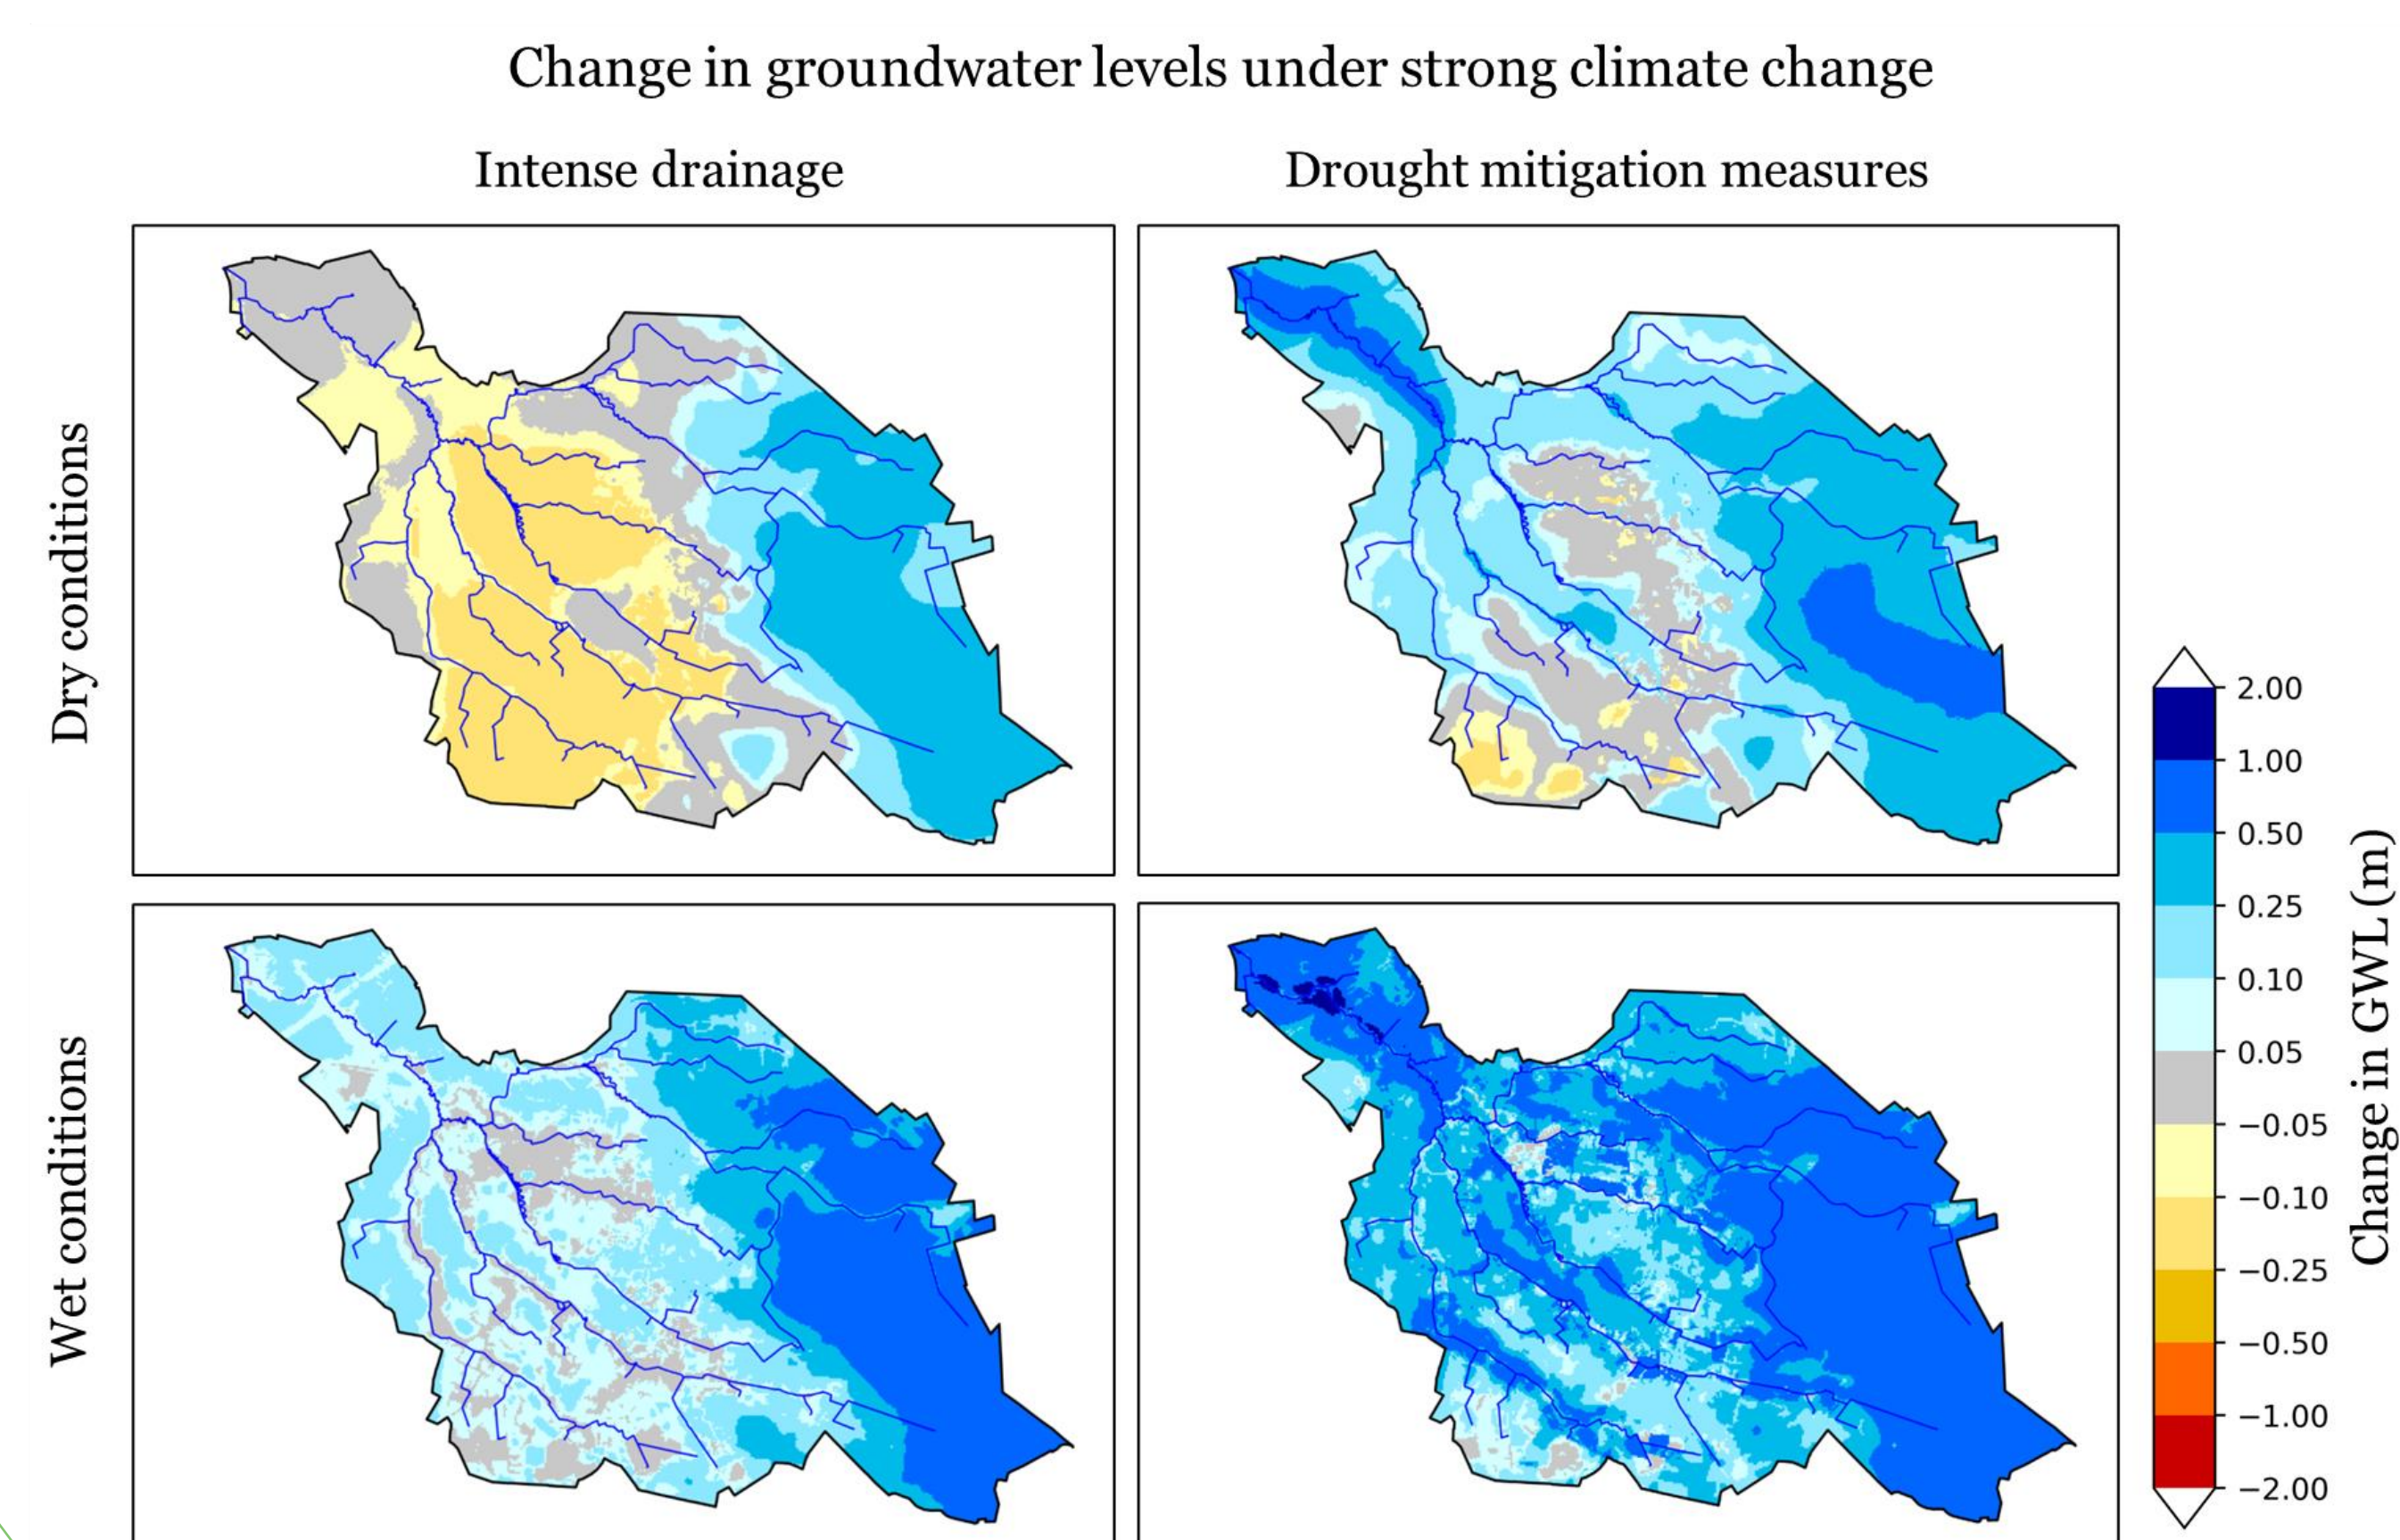 Change in groundwater levels under strong climate change
Intense drainage
Drought mitigation measures
Dry conditions
Wet conditions
2.00
1.00
0.50
0.25
0.10
0.05
−0.05
−0.10
−0.25
−0.50
−1.00
−2.00
Change in GWL (m)